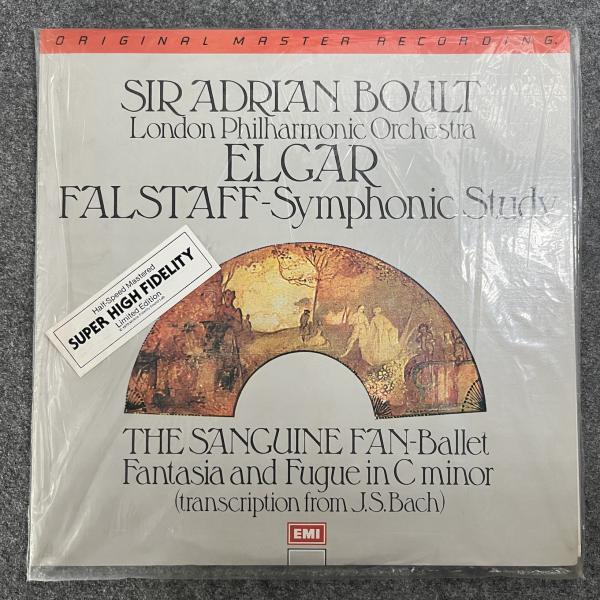 ORIGINAL MASTER RECORDING
SIR ADRIAN BOULT
London Philharmonic Orchestra
ELGAR
FALSTAFF-Symphonic Study
Half-Speed Mastered
SUPER HIGH FIDELITY
Limited Edition
THE SANGUINE FAN-Ballet
Fantasia and Fugue in C minor
(transcription from J.S.Bach)
EMI